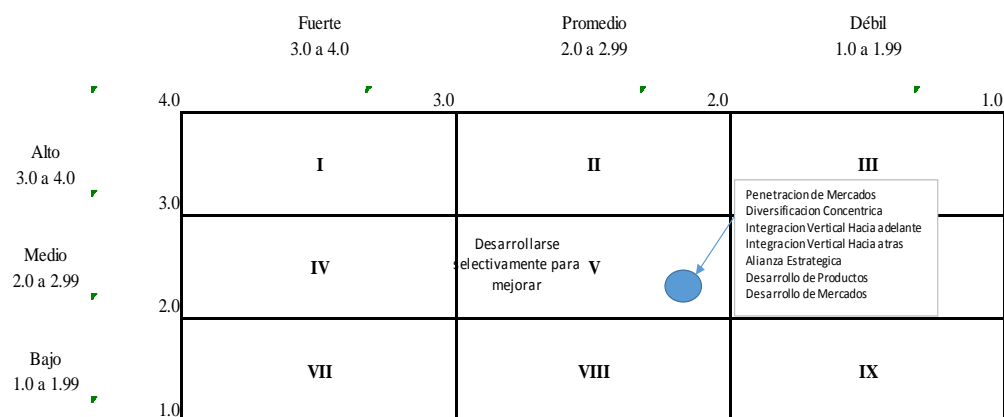 Fuerte
3.0 a 4.0
Promedio
2.0 a 2.99
Débil
1.0 a 1.99
4.0
3.0
2.0
1.0
Alto
3.0 a 4.0
I
II
III
3.0
Penetracion de Mercados
Diversificacion Concentrica
Integracion Vertical Hacia adelante
Integracion Vertical Hacia atras
Alianza Estrategica
Desarrollo de Productos
Desarrollo de Mercados
Medio
2.0 a 2.99
IV
Desarrollarse
selectivamente para
mejorar
V
2.0
Bajo
1.0 a 1.99
VII
VIII
IX
1.0